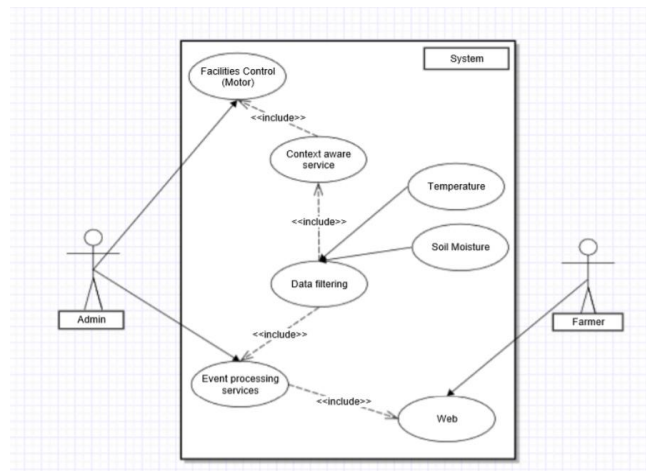 System
Facilities Control
(Motor)
<<include>>
Context aware
service
Temperature
<<include>>
Soil Moisture
Data filtering
Admin
Farmer
<<include>>
Event processing
services
<<include>>
Web